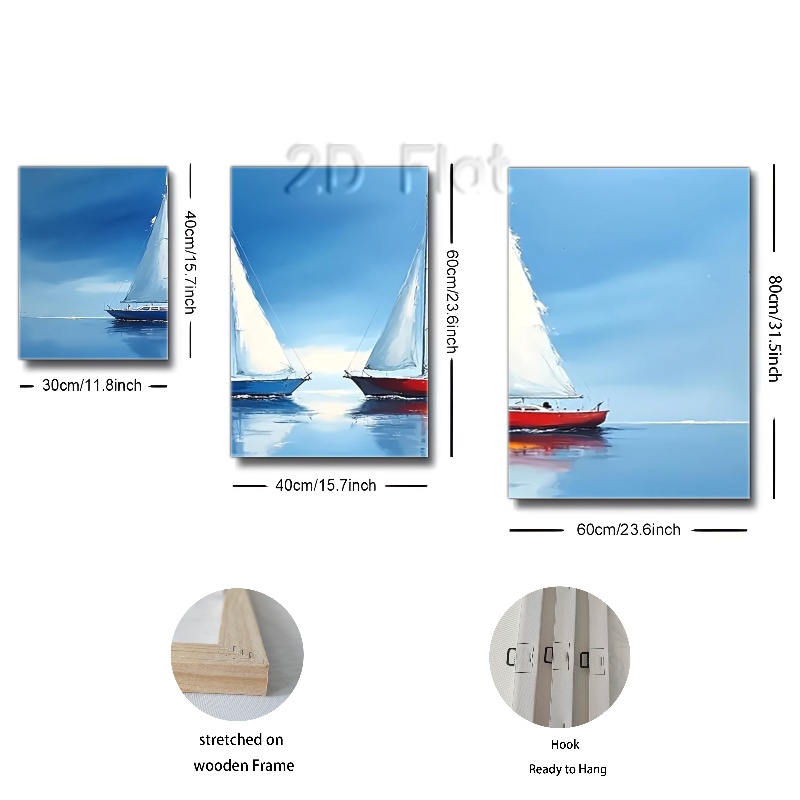 2D Flat
40cm/15.7inch
60cm/23.6inch
80cm/31.5inch
30cm/11.8inch
40cm/15.7inch
60cm/23.6inch
stretched on
wooden Frame
Hook
Ready to Hang